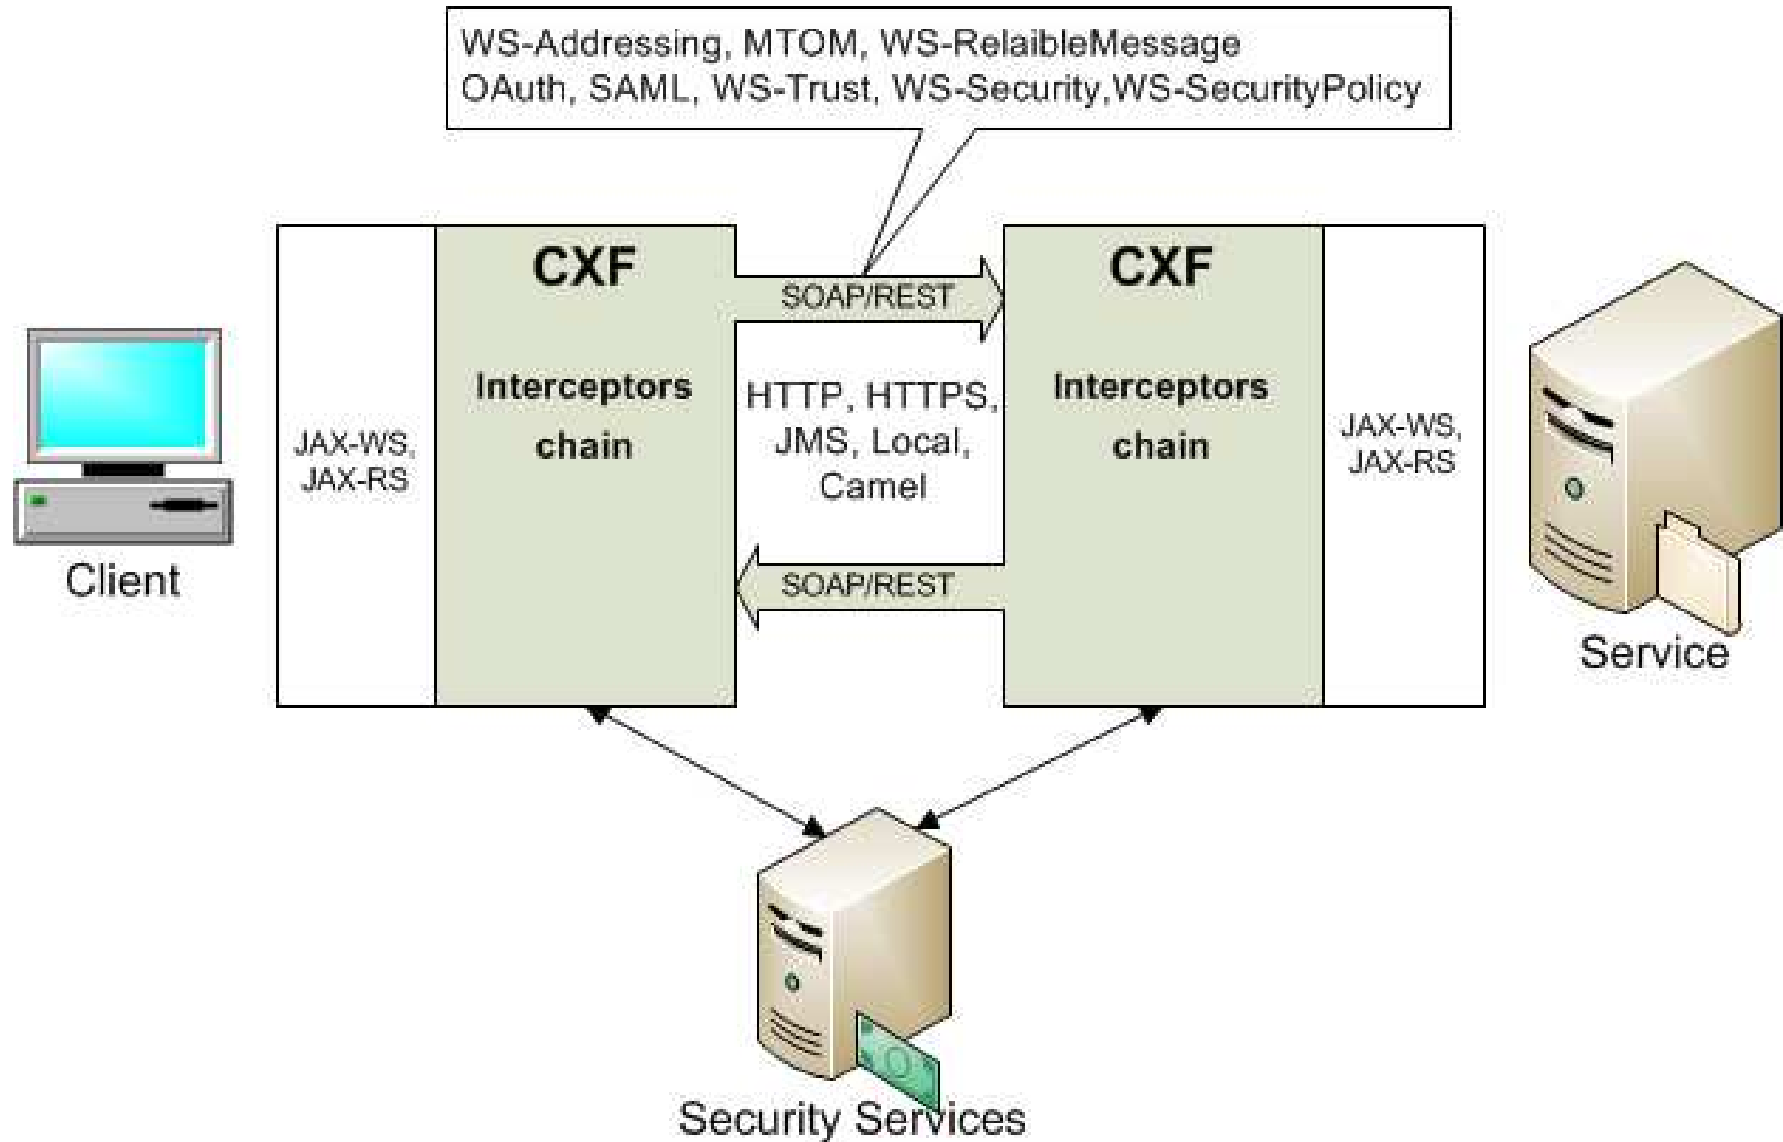 WS-Addressing, MTOM, WS-RelaibleMessage
OAuth, SAML, WS-Trust, WS-Security,WS-SecurityPolicy
CXF
SOAP/REST
CXF
Interceptors
chain
HTTP, HTTPS,
JMS, Local,
Camel
Interceptors
chain
JAX-WS,
JAX-RS
JAX-WS,
JAX-RS
Client
SOAP/REST
Service
Security Services